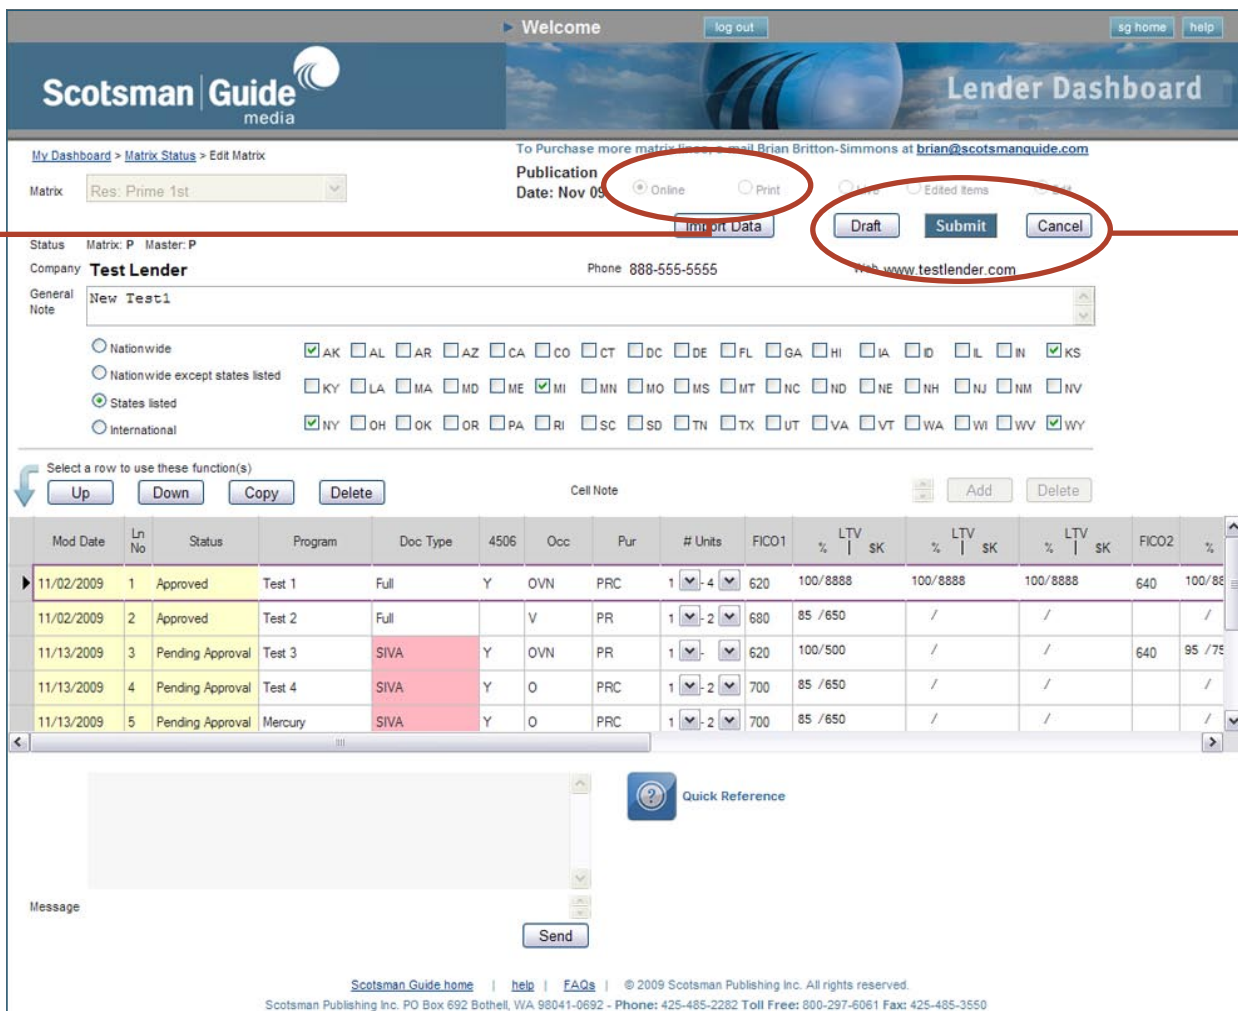 Welcome
log out
sg home
help
Scotsman Guide
media
Lender Dashboard
My Dashboard > Matrix Status > Edit Matrix
To Purchase more matrix lines, e-mail Brian Britton-Simmons at brian@scotsmanguide.com
Matrix
Res: Prime 1st
Publication
Date: Nov 09
Online
Print
Edited Items
Import Data
Draft
Submit
Cancel
Status Matrix: P Master: P
Company Test Lender
Phone 888-555-5555
Web www.testlender.com
General
Note
New Test1
Nationwide
Nationwide except states listed
States listed
International
AK AL AR AZ CA CO CT DC DE FL GA HI IA ID IL IN KS
KY LA MA MD ME MI MN MO MS MT NC ND NE NH NJ NM NV
NY OH OK OR PA RI SC SD TN TX UT VA VT WA WI WV WY
Select a row to use these function(s)
Up
Down
Copy
Delete
Cell Note
Add
Delete
Mod Date Ln No Status Program Doc Type 4506 Occ Pur # Units FICO1 LTV % | $K LTV % | $K LTV % | $K FICO2 %
11/02/2009 1 Approved Test 1 Full Y OVN PRC 1 - 4 620 100/8888 100/8888 100/8888 640 100/88
11/02/2009 2 Approved Test 2 Full V PR 1 - 2 680 85 /650 / / /
11/13/2009 3 Pending Approval Test 3 SIVA Y OVN PR 1 - 620 100/500 / / 640 95 /75
11/13/2009 4 Pending Approval Test 4 SIVA Y O PRC 1 - 2 700 85 /650 / / /
11/13/2009 5 Pending Approval Mercury SIVA Y O PRC 1 - 2 700 85 /650 / / /
Quick Reference
Message
Send
Scotsman Guide home | help | FAQs | © 2009 Scotsman Publishing Inc. All rights reserved.
Scotsman Publishing Inc. PO Box 692 Bothell, WA 98041-0692 - Phone: 425-485-2282 Toll Free: 800-297-6061 Fax: 425-485-3550